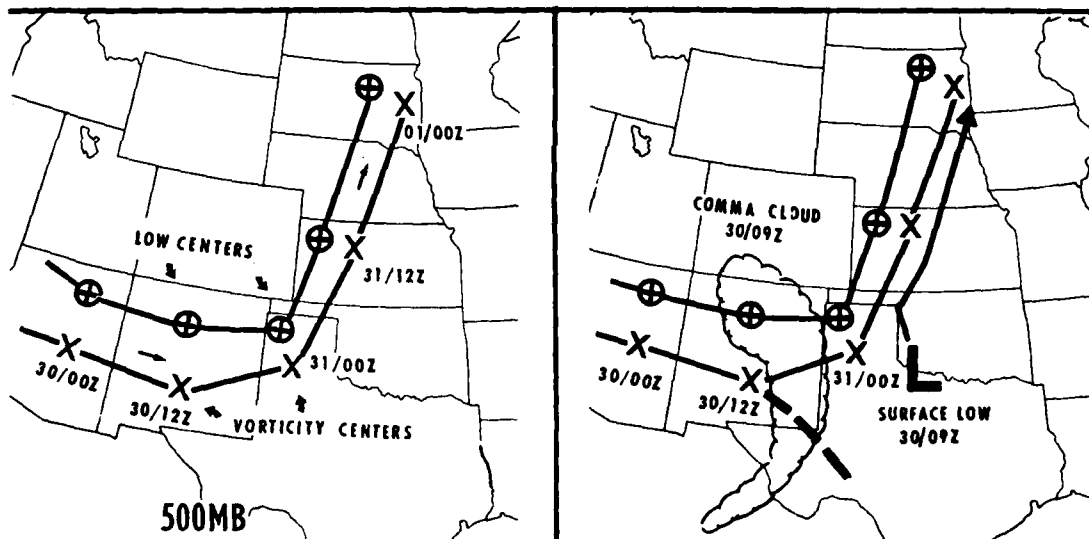 01/00Z
LOW CENTERS
31/12Z
31/00Z
30/00Z
30/12Z
VORTICITY CENTERS
500MB
COMMA CLOUD
30/09Z
30/00Z
31/00Z
30/12Z
L
SURFACE LOW
30/09Z